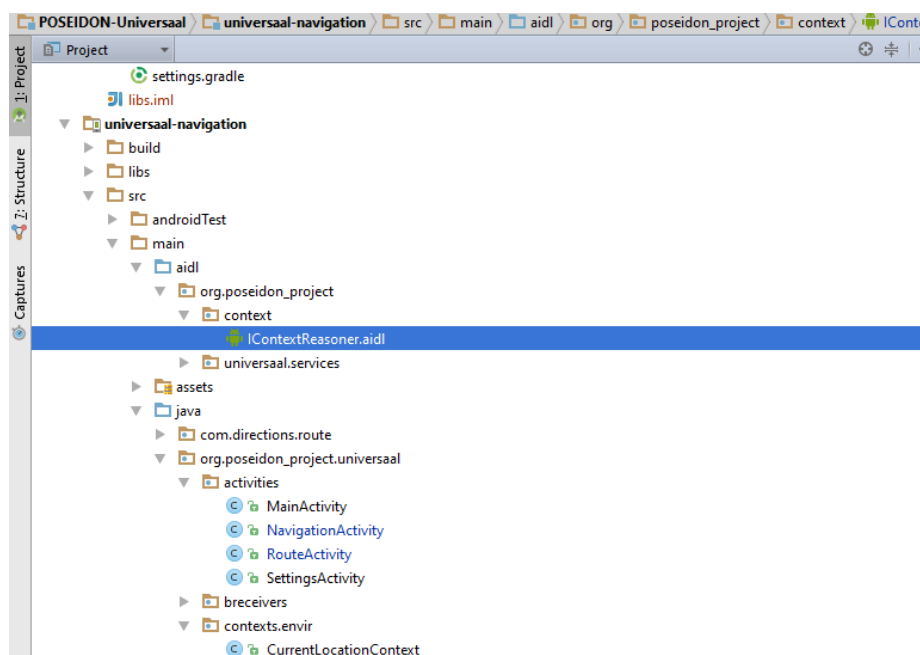 POSEIDON-Universaal universaal-navigation src main aidl org poseidon_project context ICont
Project
1: Project
7: Structure
Captures
settings.gradle
libs.iml
universaal-navigation
build
libs
src
androidTest
main
aidl
org.poseidon_project
context
IContextReasoner.aidl
universaal.services
assets
java
com.directions.route
org.poseidon_project.universaal
activities
C MainActivity
C NavigationActivity
C RouteActivity
C SettingsActivity
breceivers
contexts.envir
C CurrentLocationContext